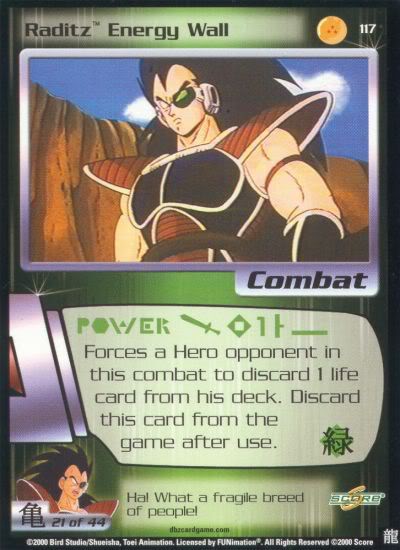 Raditz™ Energy Wall
117
Combat
POWER
Forces a Hero opponent in
this combat to discard 1 life
card from his deck. Discard
this card from the
game after use.
緑
亀
21 of 44
Ha! What a fragile breed
of people!
SCORE
dbzcardgame.com
©2000 Bird Studio/Shueisha, Toei Animation. Licensed by FUNimation®. All Rights Reserved ©2000 Score
龍